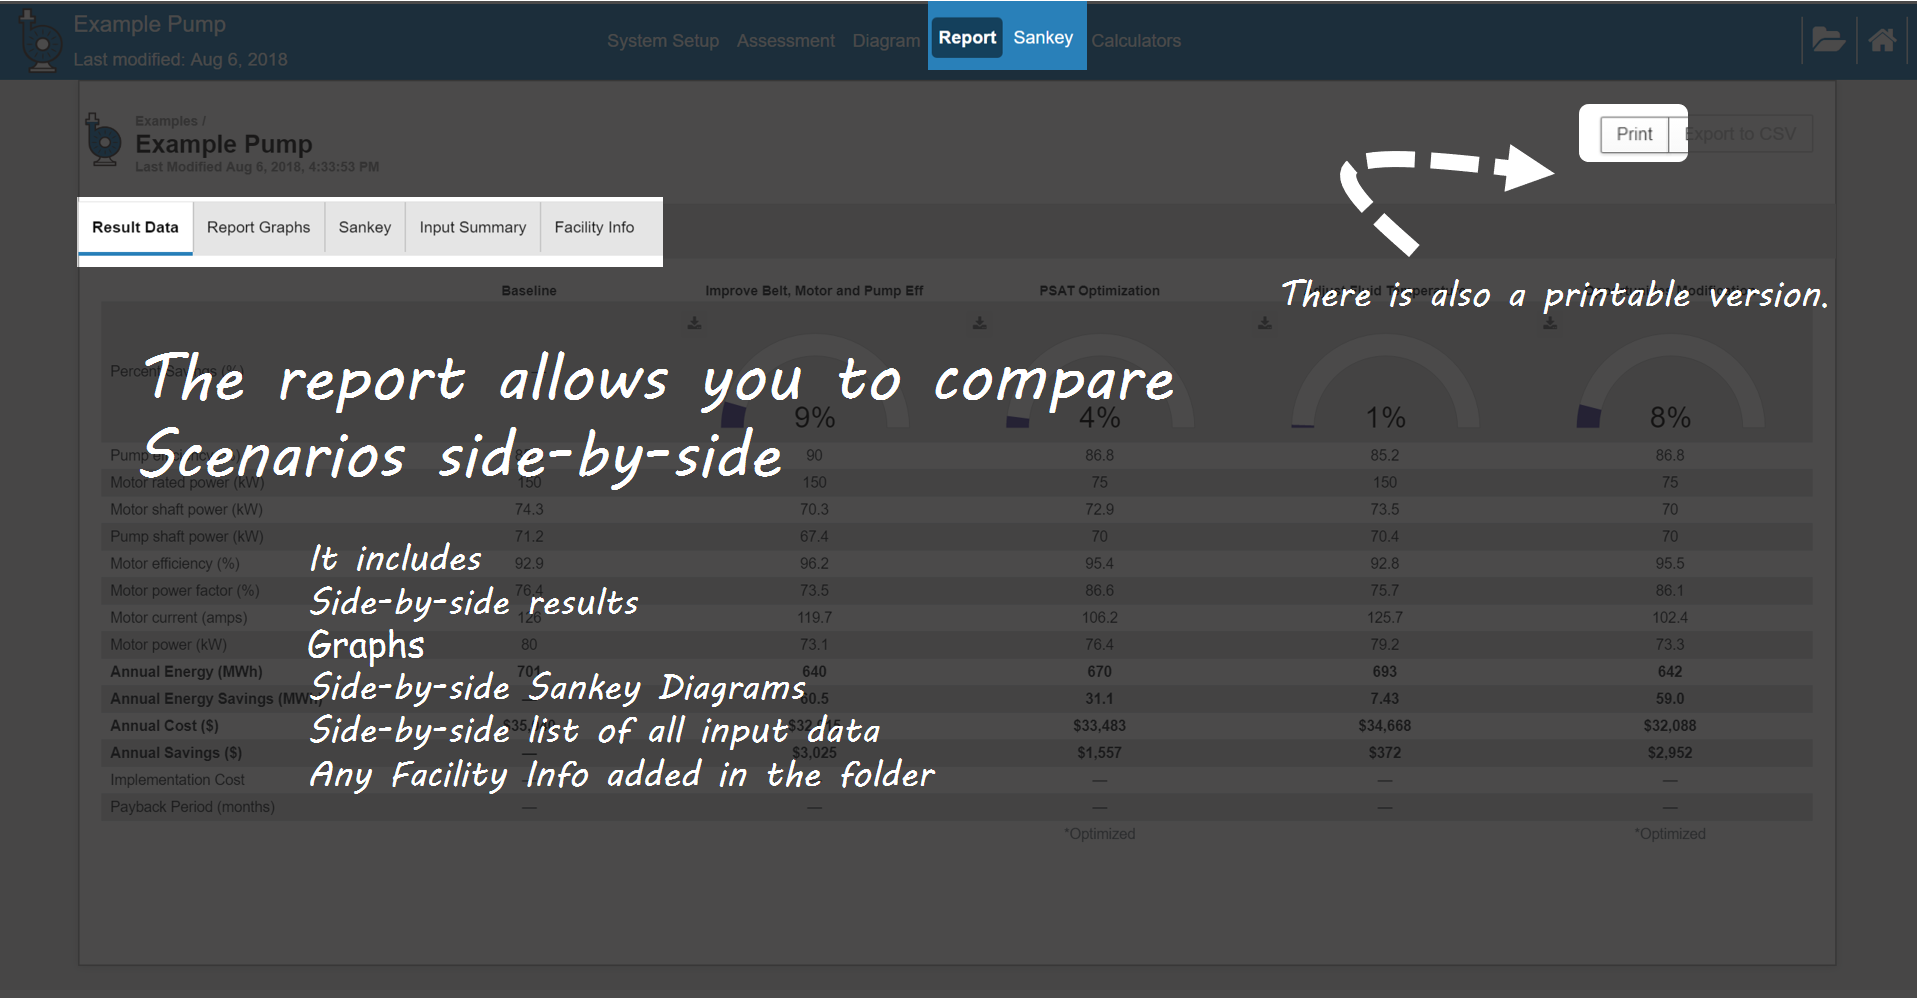 Example Pump
Last modified: Aug 6, 2018
System Setup Assessment Diagram Report Sankey Calculators
Examples /
Example Pump
Last Modified Aug 6, 2018, 4:33:53 PM
Print Export to CSV
Result Data Report Graphs Sankey Input Summary Facility Info
There is also a printable version.
Baseline Improve Belt, Motor and Pump Eff PSAT Optimization
The report allows you to compare
Scenarios side-by-side
Percent Savings (%)
9% 4% 1% 8%
Pump 90 86.8 85.2 86.8
Motor rated power (kW) 150 150 75 150 75
Motor shaft power (kW) 74.3 70.3 72.9 73.5 70
Pump shaft power (kW) 71.2 67.4 70 70.4 70
Motor efficiency (%) 92.9 96.2 95.4 92.8 95.5
Motor power factor (%) 76.4 73.5 86.6 75.7 86.1
Motor current (amps) 126 119.7 106.2 125.7 102.4
Motor power (kW) 80 73.1 76.4 79.2 73.3
Annual Energy (MWh) 701 640 670 693 642
Annual Energy Savings (MWh) — 60.5 31.1 7.43 59.0
Annual Cost ($) $33,483 $34,668 $32,088
Annual Savings ($) — $3,025 $1,557 $372 $2,952
Implementation Cost — — —
Payback Period (months) — — — — —
*Optimized *Optimized
It includes
Side-by-side results
Graphs
Side-by-side Sankey Diagrams
Side-by-side list of all input data
Any Facility Info added in the folder